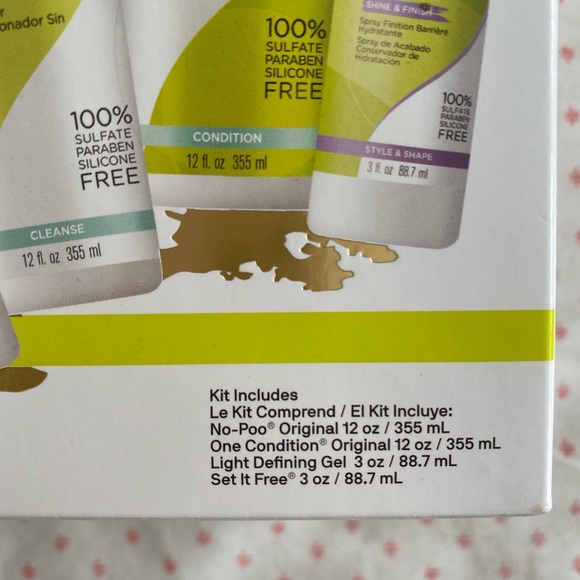 onador Sin
100%
SULFATE
PARABEN
SILICONE
FREE
CLEANSE
12 fl. oz 355 ml
100%
SULFATE
PARABEN
SILICONE
FREE
CONDITION
12 fl. oz 355 ml
SHINE & FINISH
Spray Finition Barrière
Hydratante
Spray de Acabado
Conservador de
Hidratación
100%
SULFATE
PARABEN
SILICONE
FREE
STYLE & SHAPE
3 fl. oz 88.7 ml
Kit Includes
Le Kit Comprend / El Kit Incluye:
No-Poo® Original 12 oz / 355 mL
One Condition® Original 12 oz / 355 mL
Light Defining Gel 3 oz / 88.7 mL
Set It Free® 3 oz / 88.7 mL